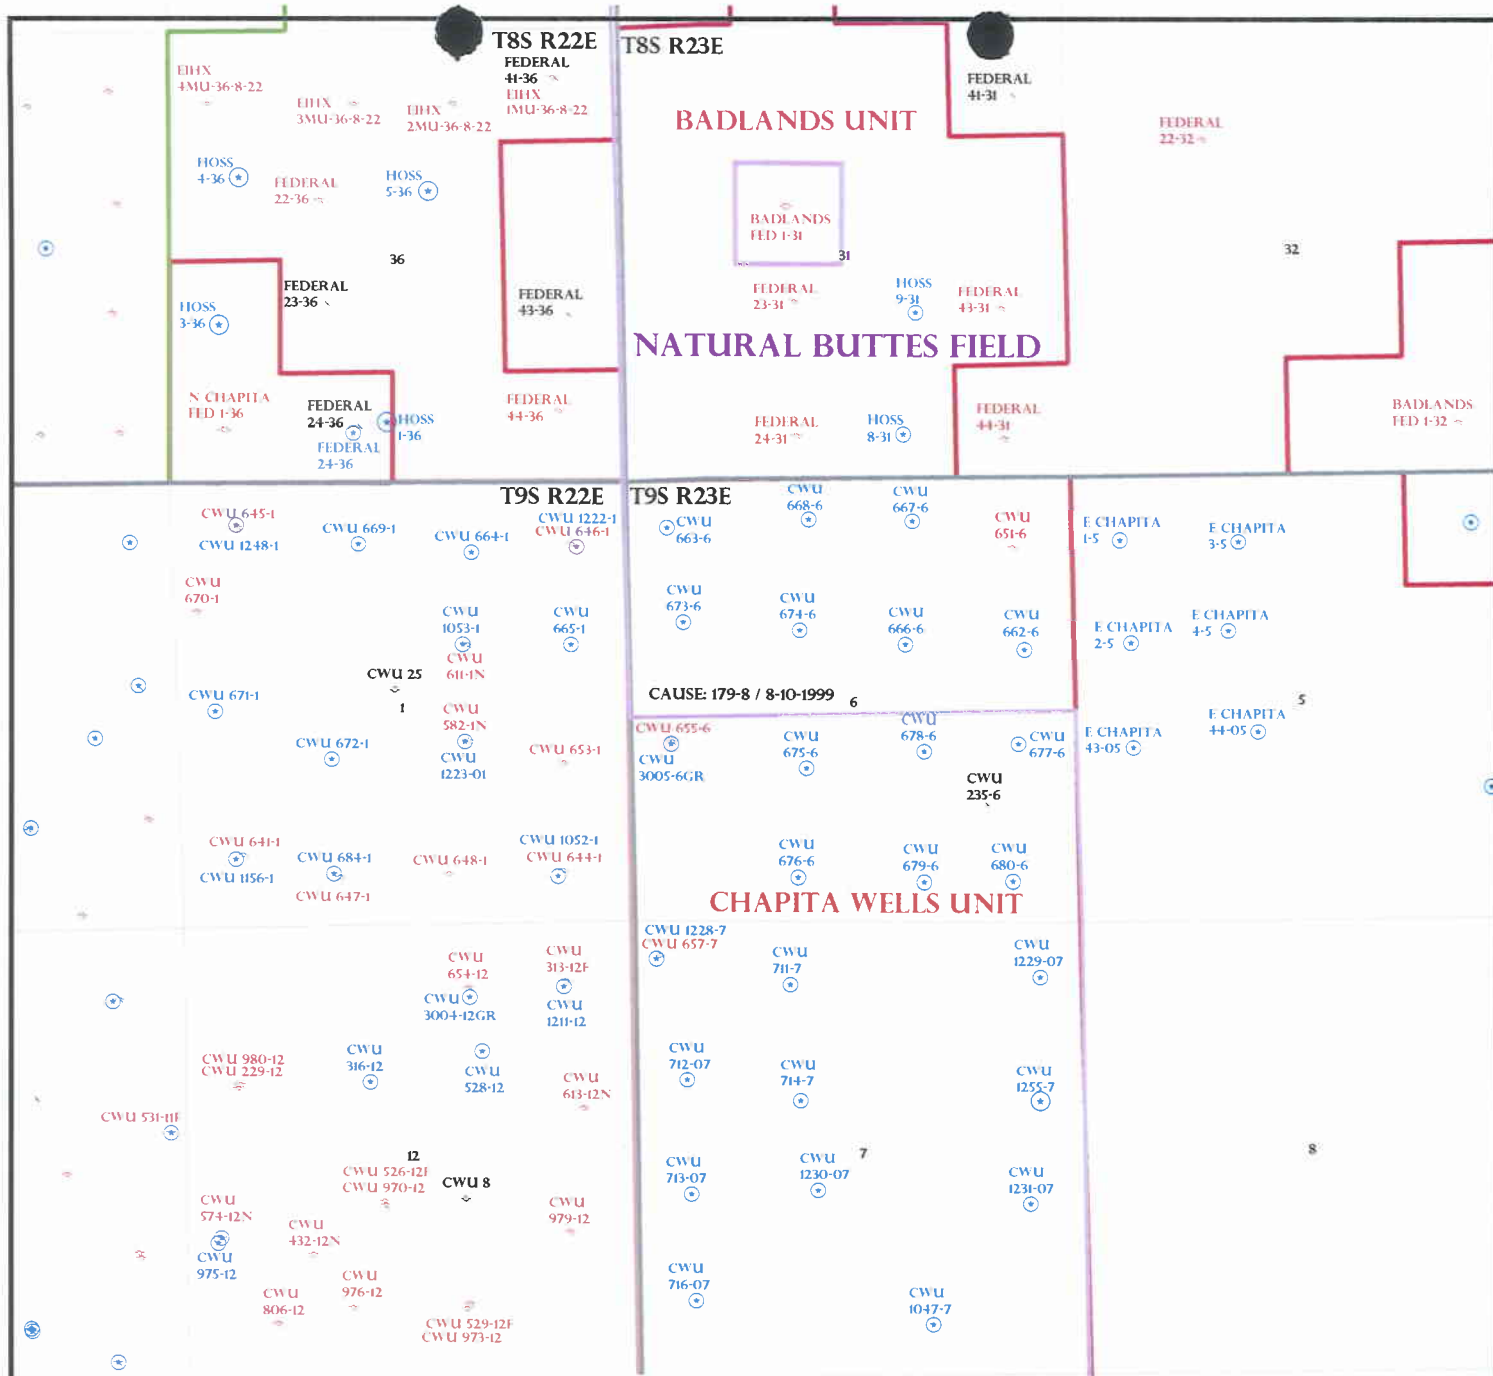 T8S R22E
T8S R23E
FEDERAL
41-36
EIHX
1MU-36-8-22
EIHX
4MU-36-8-22
EIHX
3MU-36-8-22
EIHX
2MU-36-8-22
BADLANDS UNIT
FEDERAL
41-31
FEDERAL
22-32
HOSS
4-36
FEDERAL
22-36
HOSS
5-36
BADLANDS
FED 1-31
36
31
32
FEDERAL
23-36
HOSS
3-36
FEDERAL
43-36
FEDERAL
23-31
HOSS
9-31
FEDERAL
43-31
NATURAL BUTTES FIELD
N CHAPITA
FED 1-36
FEDERAL
24-36
HOSS
1-36
FEDERAL
24-36
FEDERAL
44-36
FEDERAL
24-31
HOSS
8-31
FEDERAL
44-31
BADLANDS
FED 1-32
T9S R22E
T9S R23E
CWU 645-1
CWU 1248-1
CWU 669-1
CWU 664-1
CWU 1222-1
CWU 646-1
CWU
663-6
CWU
668-6
CWU
667-6
CWU
651-6
E CHAPITA
1-5
E CHAPITA
3-5
CWU
670-1
CWU
1053-1
CWU
665-1
CWU
673-6
CWU
674-6
CWU
666-6
CWU
662-6
E CHAPITA
2-5
E CHAPITA
4-5
CWU
611-1N
CWU 25
1
CWU 671-1
CWU
582-1N
CWU
1223-01
CWU 672-1
CWU 653-1
CAUSE: 179-8 / 8-10-1999
6
5
CWU 655-6
CWU
3005-6GR
CWU
675-6
CWU
678-6
CWU
677-6
E CHAPITA
43-05
E CHAPITA
44-05
CWU
235-6
CWU 641-1
CWU 1156-1
CWU 684-1
CWU 647-1
CWU 648-1
CWU 1052-1
CWU 644-1
CWU
676-6
CWU
679-6
CWU
680-6
CHAPITA WELLS UNIT
CWU 1228-7
CWU 657-7
CWU
654-12
CWU
3004-12GR
CWU
313-12F
CWU
1211-12
CWU
711-7
CWU
1229-07
CWU 980-12
CWU 229-12
CWU
316-12
CWU
528-12
CWU
613-12N
CWU
712-07
CWU
714-7
CWU
1255-7
CWU 531-11F
12
7
8
CWU 526-12F
CWU 970-12
CWU 8
CWU
713-07
CWU
1230-07
CWU
1231-07
CWU
574-12N
CWU
975-12
CWU
432-12N
CWU
979-12
CWU
806-12
CWU
976-12
CWU 529-12F
CWU 973-12
CWU
716-07
CWU
1047-7